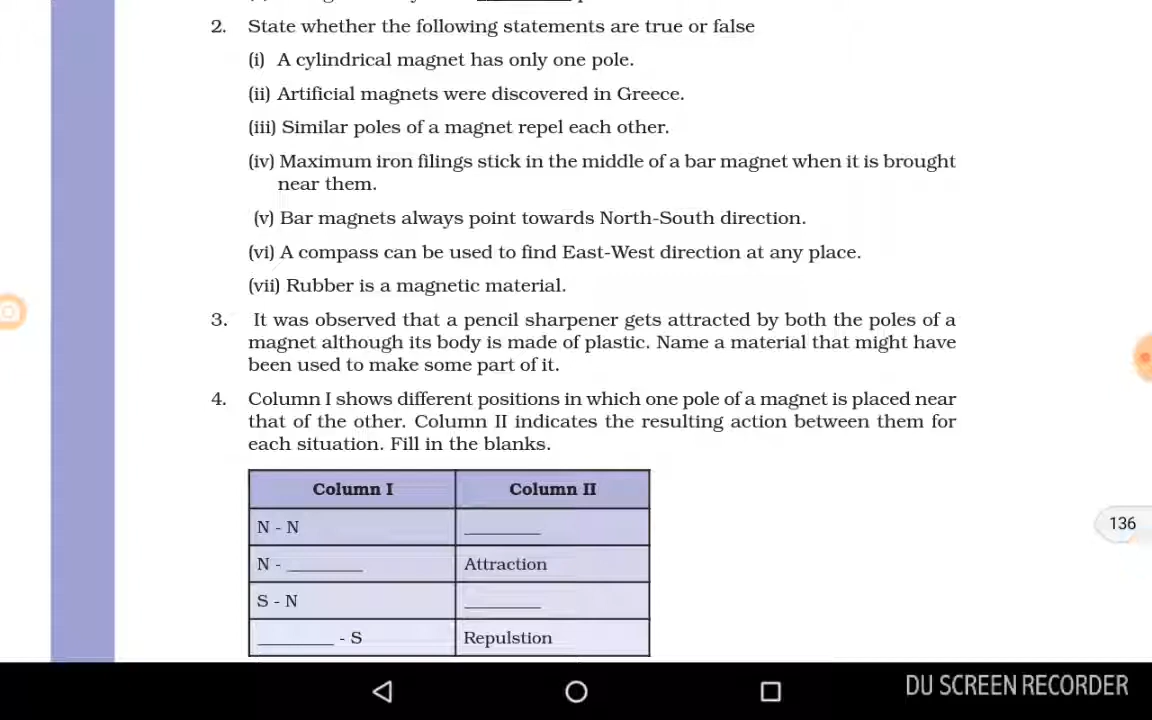 2. State whether the following statements are true or false
(i) A cylindrical magnet has only one pole.
(ii) Artificial magnets were discovered in Greece.
(iii) Similar poles of a magnet repel each other.
(iv) Maximum iron filings stick in the middle of a bar magnet when it is brought
near them.
(v) Bar magnets always point towards North-South direction.
(vi) A compass can be used to find East-West direction at any place.
(vii) Rubber is a magnetic material.
3. It was observed that a pencil sharpener gets attracted by both the poles of a
magnet although its body is made of plastic. Name a material that might have
been used to make some part of it.
4. Column I shows different positions in which one pole of a magnet is placed near
that of the other. Column II indicates the resulting action between them for
each situation. Fill in the blanks.
Column I Column II
N - N ________
N - ________ Attraction
S - N ________
________ - S Repulstion
136
DU SCREEN RECORDER